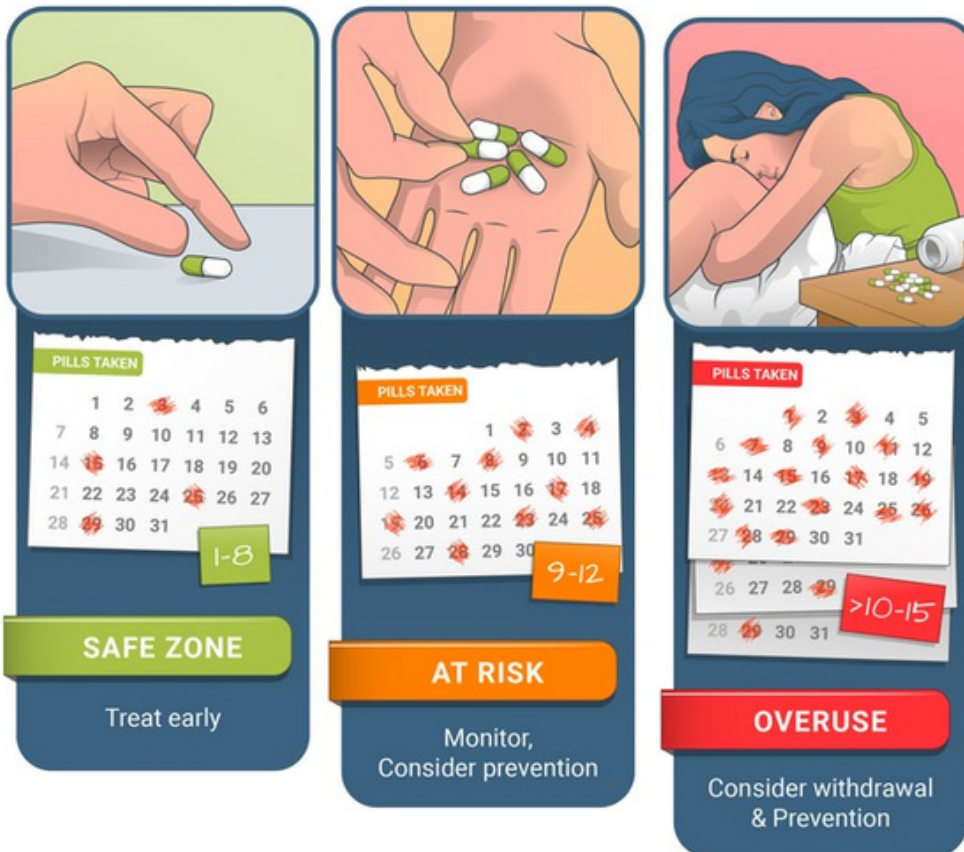 PILLS TAKEN
1 2 3 4 5 6
7 8 9 10 11 12 13
14 15 16 17 18 19 20
21 22 23 24 25 26 27
28 29 30 31
1-8
SAFE ZONE
Treat early
PILLS TAKEN
1 2 3 4
5 6 7 8 9 10 11
12 13 14 15 16 17 18
19 20 21 22 23 24 25
26 27 28 29 30
9-12
AT RISK
Monitor,
Consider prevention
PILLS TAKEN
1 2 3 4 5
6 7 8 9 10 11 12
13 14 15 16 17 18 19
20 21 22 23 24 25 26
27 28 29 30 31
26 27 28 29
28 29 30 31
>10-15
OVERUSE
Consider withdrawal
& Prevention